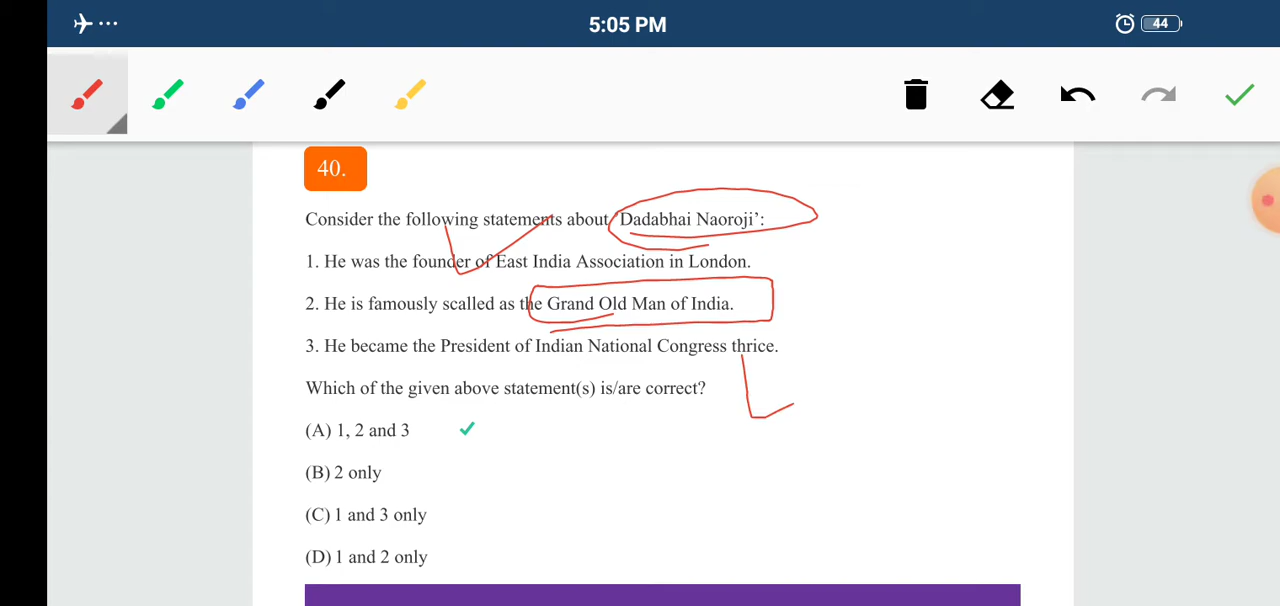 5:05 PM
44
40.
Consider the following statements about 'Dadabhai Naoroji':
1. He was the founder of East India Association in London.
2. He is famously scalled as the Grand Old Man of India.
3. He became the President of Indian National Congress thrice.
Which of the given above statement(s) is/are correct?
(A) 1, 2 and 3
(B) 2 only
(C) 1 and 3 only
(D) 1 and 2 only